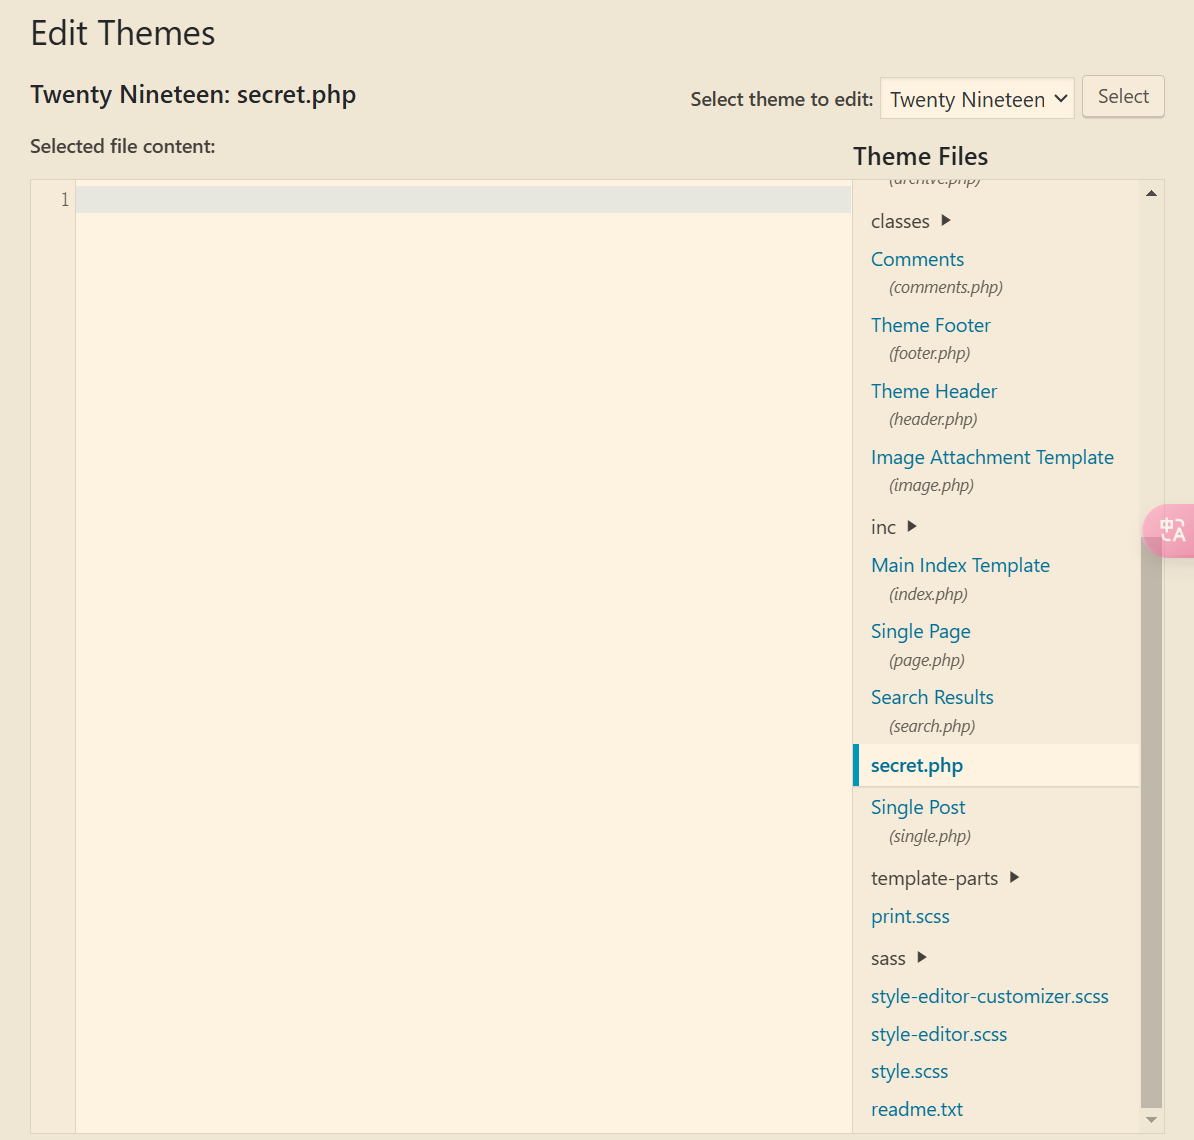 Edit Themes
Twenty Nineteen: secret.php
Select theme to edit:
Twenty Nineteen
Select
Selected file content:
Theme Files
1
(archive.php)
classes
Comments
(comments.php)
Theme Footer
(footer.php)
Theme Header
(header.php)
Image Attachment Template
(image.php)
inc
Main Index Template
(index.php)
Single Page
(page.php)
Search Results
(search.php)
secret.php
Single Post
(single.php)
template-parts
print.scss
sass
style-editor-customizer.scss
style-editor.scss
style.scss
readme.txt
中A